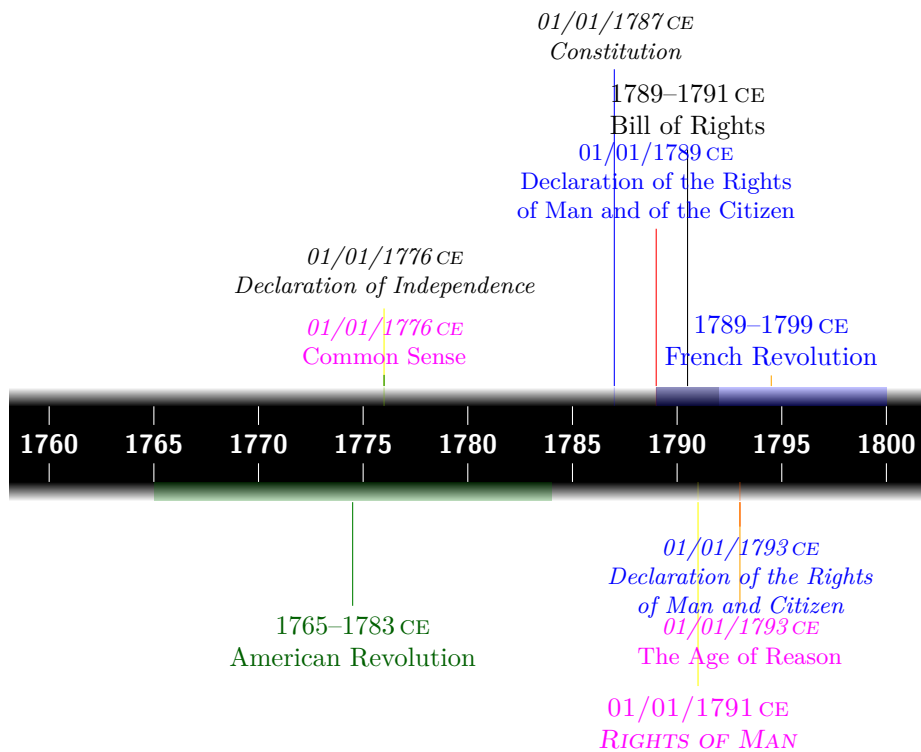 01/01/1787 CE
Constitution
1789–1791 CE
Bill of Rights
01/01/1789 CE
Declaration of the Rights
of Man and of the Citizen
01/01/1776 CE
Declaration of Independence
01/01/1776 CE
Common Sense
1789–1799 CE
French Revolution
1760 1765 1770 1775 1780 1785 1790 1795 1800
01/01/1793 CE
Declaration of the Rights
of Man and Citizen
1765–1783 CE
American Revolution
01/01/1793 CE
The Age of Reason
01/01/1791 CE
RIGHTS OF MAN